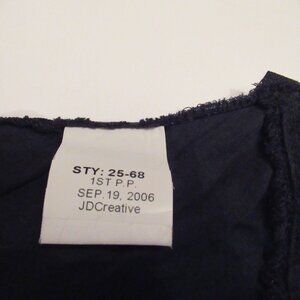 STY: 25-68
1ST P.P.
SEP. 19, 2006
JDCreative